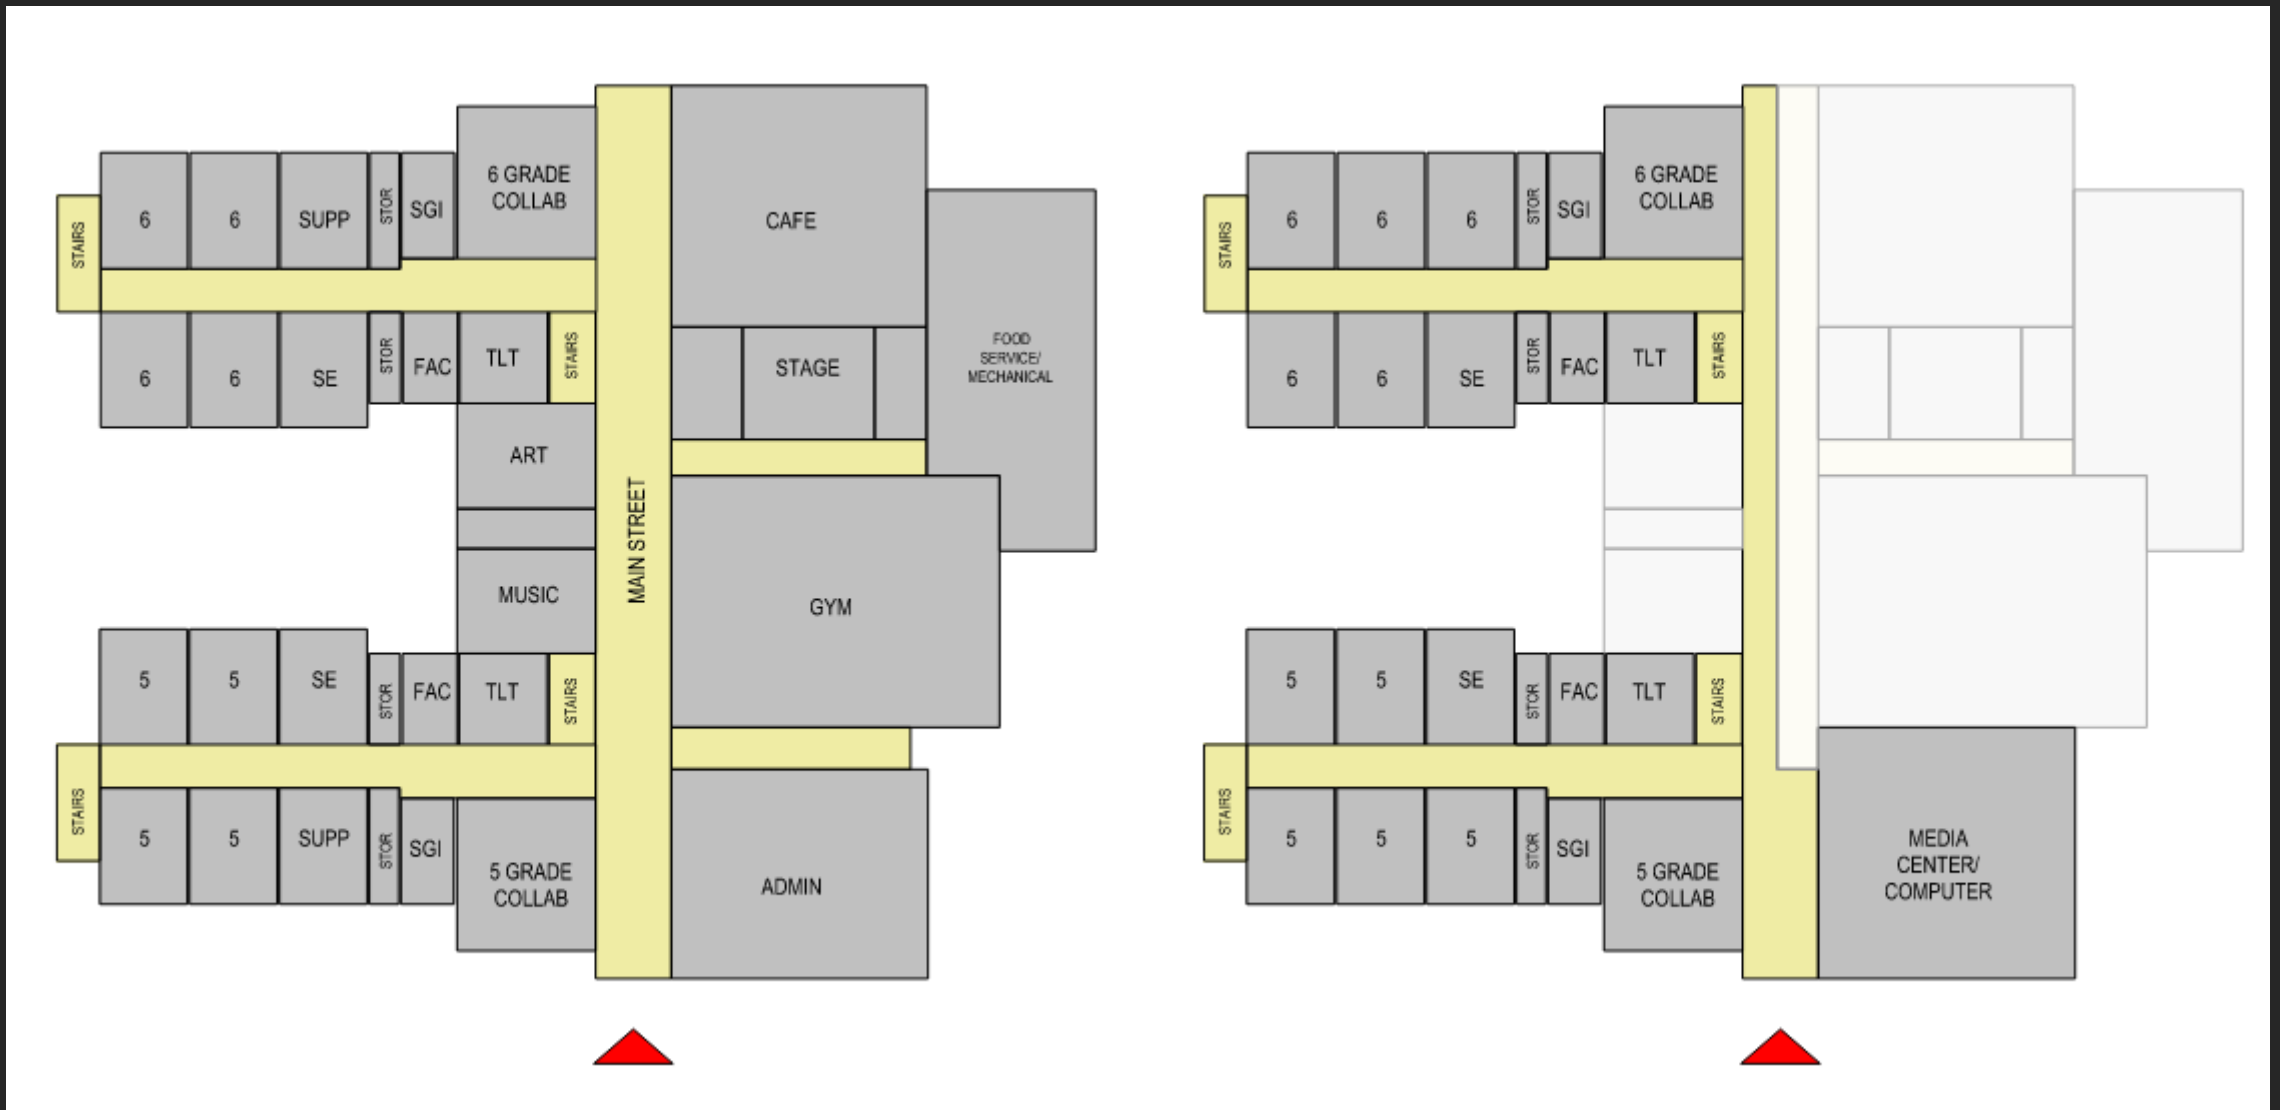 6 GRADE
COLLAB
6
6
SUPP
STOR
SGI
STAIRS
CAFE
6
6
SE
STOR
FAC
TLT
STAIRS
STAGE
FOOD
SERVICE/
MECHANICAL
ART
MAIN STREET
MUSIC
GYM
5
5
SE
STOR
FAC
TLT
STAIRS
STAIRS
5
5
SUPP
STOR
SGI
5 GRADE
COLLAB
ADMIN
6 GRADE
COLLAB
6
6
6
STOR
SGI
STAIRS
6
6
SE
STOR
FAC
TLT
STAIRS
5
5
SE
STOR
FAC
TLT
STAIRS
STAIRS
5
5
5
STOR
SGI
5 GRADE
COLLAB
MEDIA
CENTER/
COMPUTER